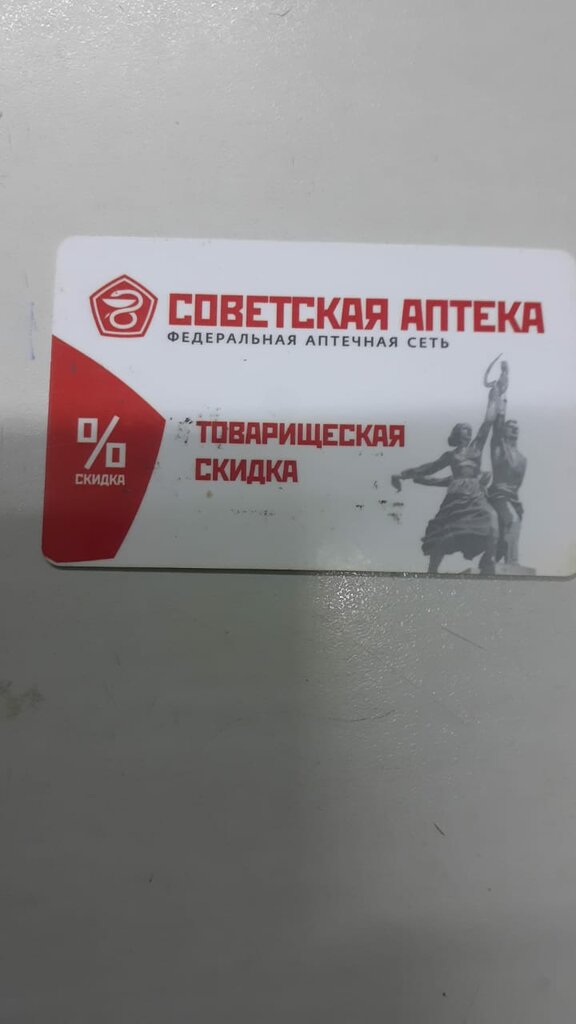 СОВЕТСКАЯ АПТЕКА
ФЕДЕРАЛЬНАЯ АПТЕЧНАЯ СЕТЬ
%
СКИДКА
ТОВАРИЩЕСКАЯ
СКИДКА